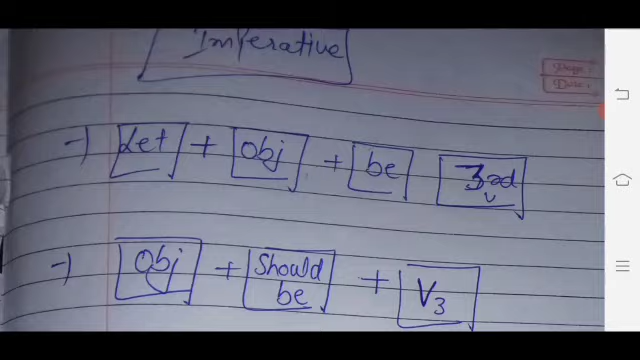 Imperative
Page:
Date:
→ Let + Obj + be 3rd v
→ Obj + Should be + V3